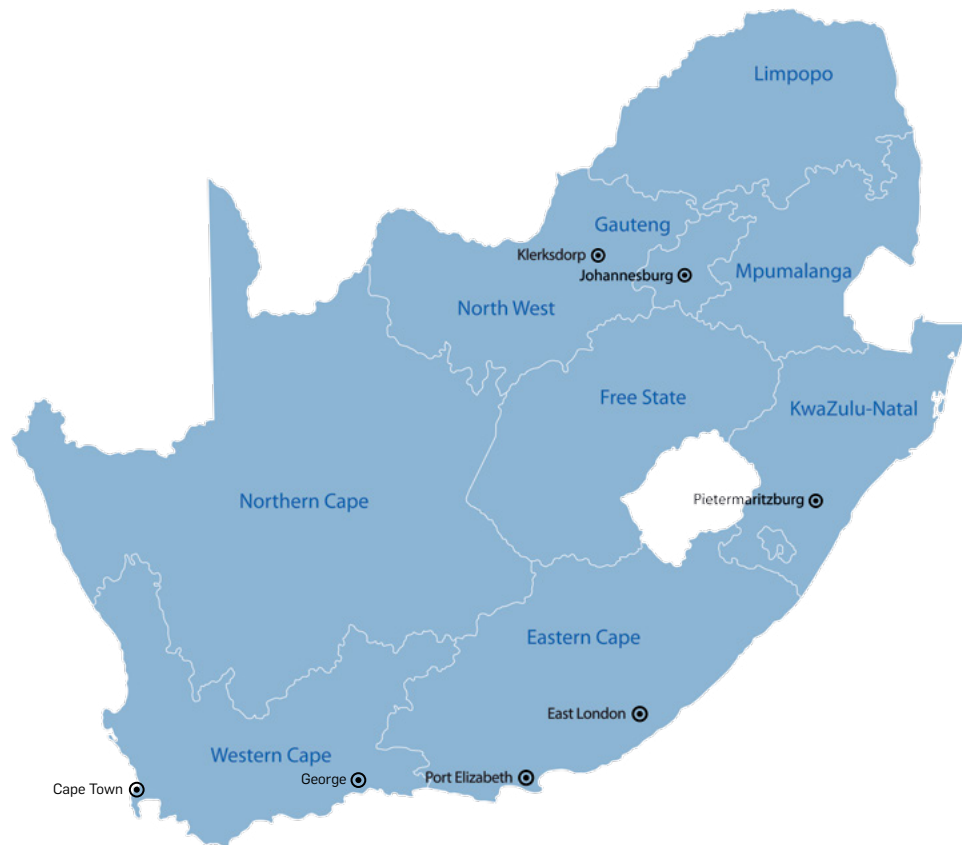 Limpopo
Gauteng
Klerksdorp
Johannesburg
Mpumalanga
North West
Free State
KwaZulu-Natal
Northern Cape
Pietermaritzburg
Eastern Cape
East London
Western Cape
George
Port Elizabeth
Cape Town